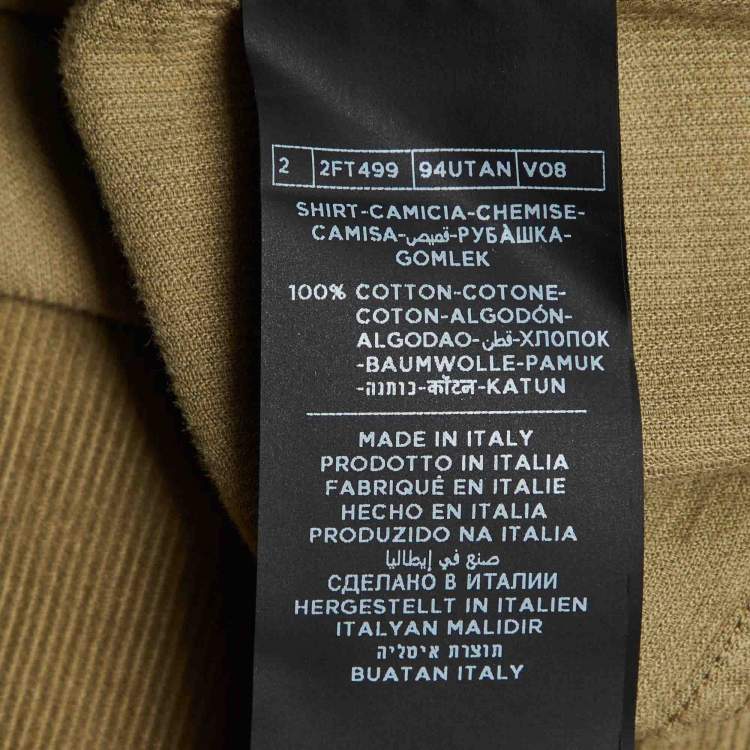 2 2FT499 94UTAN V08
SHIRT-CAMICIA-CHEMISE-
CAMISA-قميص-РУБАШКА-
GOMLEK
100% COTTON-COTONE-
COTON-ALGODÓN-
ALGODAO-قطن-ХЛОПОК
-BAUMWOLLE-PAMUK
-כותנה-कॉटन-KATUN
MADE IN ITALY
PRODOTTO IN ITALIA
FABRIQUÉ EN ITALIE
HECHO EN ITALIA
PRODUZIDO NA ITALIA
صنع في إيطاليا
СДЕЛАНО В ИТАЛИИ
HERGESTELLT IN ITALIEN
ITALYAN MALIDIR
תוצרת איטליה
BUATAN ITALY